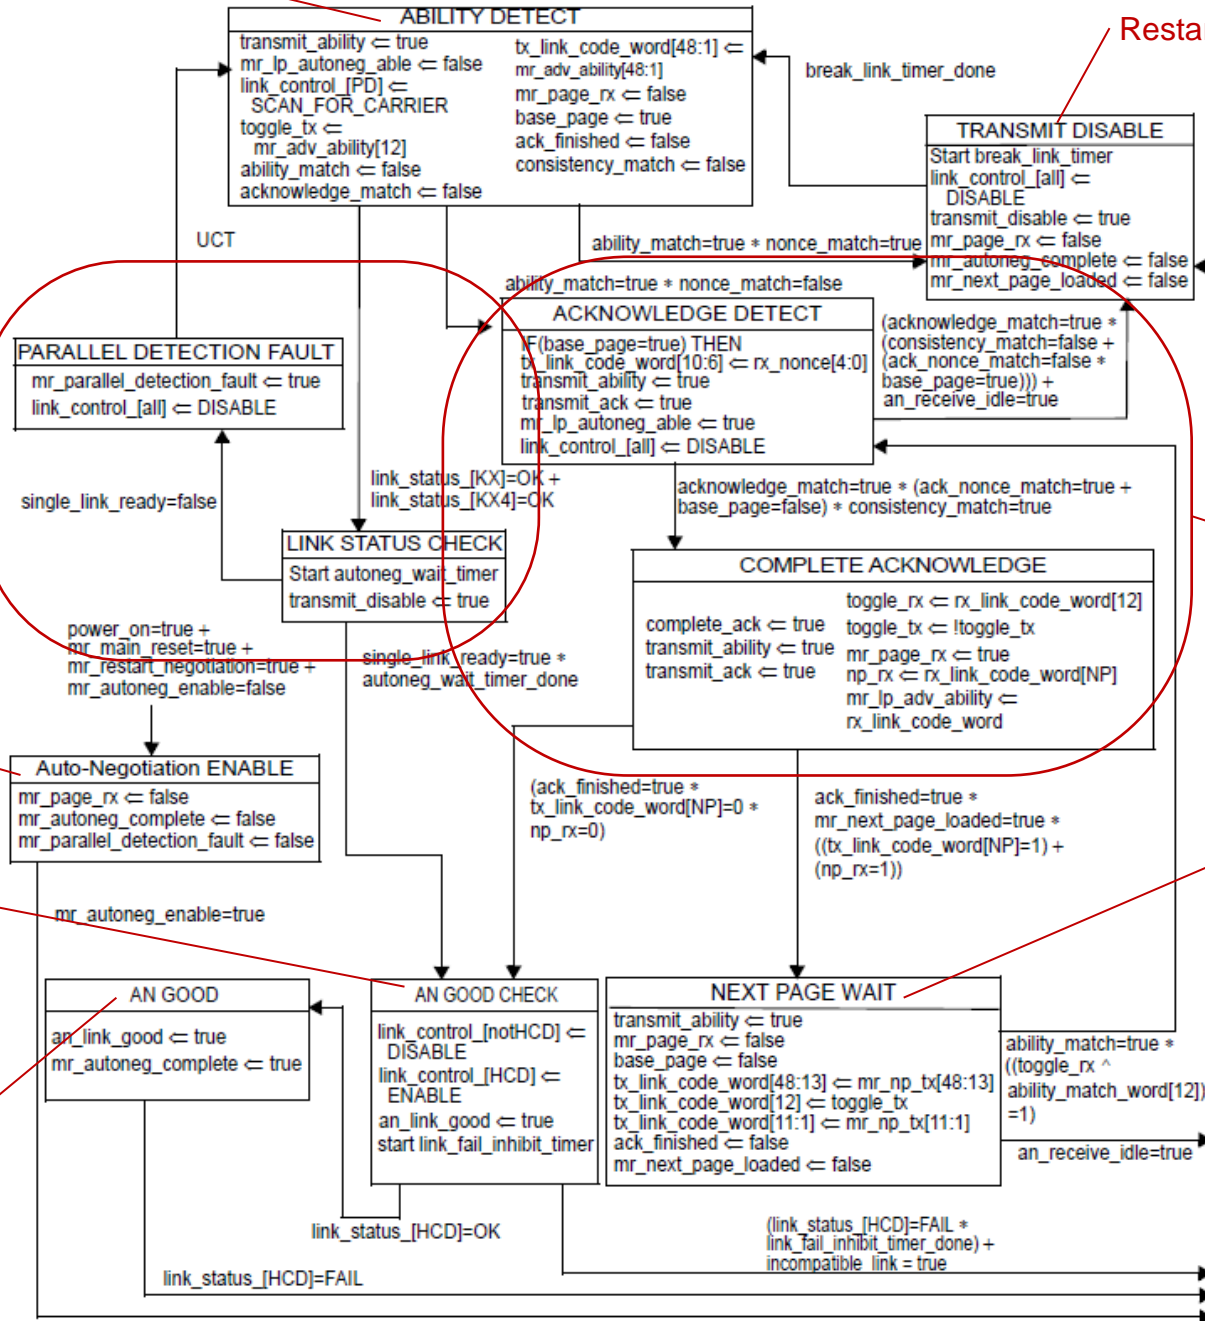 ABILITY DETECT
transmit_ability ⇐ true
mr_lp_autoneg_able ⇐ false
link_control_[PD] ⇐
SCAN_FOR_CARRIER
toggle_tx ⇐
mr_adv_ability[12]
ability_match ⇐ false
acknowledge_match ⇐ false
tx_link_code_word[48:1] ⇐
mr_adv_ability[48:1]
mr_page_rx ⇐ false
base_page ⇐ true
ack_finished ⇐ false
consistency_match ⇐ false
break_link_timer_done
TRANSMIT DISABLE
Start break_link_timer
link_control_[all] ⇐
DISABLE
transmit_disable ⇐ true
mr_page_rx ⇐ false
mr_autoneg_complete ⇐ false
mr_next_page_loaded ⇐ false
UCT
ability_match=true * nonce_match=true
ability_match=true * nonce_match=false
PARALLEL DETECTION FAULT
mr_parallel_detection_fault ⇐ true
link_control_[all] ⇐ DISABLE
ACKNOWLEDGE DETECT
IF(base_page=true) THEN
tx_link_code_word[10:6] ⇐ rx_nonce[4:0]
transmit_ability ⇐ true
transmit_ack ⇐ true
mr_lp_autoneg_able ⇐ true
link_control_[all] ⇐ DISABLE
(acknowledge_match=true *
(consistency_match=false +
(ack_nonce_match=false *
base_page=true))) +
an_receive_idle=true
single_link_ready=false
link_status_[KX]=OK +
link_status_[KX4]=OK
acknowledge_match=true * (ack_nonce_match=true +
base_page=false) * consistency_match=true
LINK STATUS CHECK
Start autoneg_wait_timer
transmit_disable ⇐ true
COMPLETE ACKNOWLEDGE
complete_ack ⇐ true
transmit_ability ⇐ true
transmit_ack ⇐ true
toggle_rx ⇐ rx_link_code_word[12]
toggle_tx ⇐ !toggle_tx
mr_page_rx ⇐ true
np_rx ⇐ rx_link_code_word[NP]
mr_lp_adv_ability ⇐
rx_link_code_word
power_on=true +
mr_main_reset=true +
mr_restart_negotiation=true +
mr_autoneg_enable=false
single_link_ready=true *
autoneg_wait_timer_done
Auto-Negotiation ENABLE
mr_page_rx ⇐ false
mr_autoneg_complete ⇐ false
mr_parallel_detection_fault ⇐ false
(ack_finished=true *
tx_link_code_word[NP]=0 *
np_rx=0)
ack_finished=true *
mr_next_page_loaded=true *
((tx_link_code_word[NP]=1) +
(np_rx=1))
mr_autoneg_enable=true
AN GOOD
an_link_good ⇐ true
mr_autoneg_complete ⇐ true
AN GOOD CHECK
link_control_[notHCD] ⇐
DISABLE
link_control_[HCD] ⇐
ENABLE
an_link_good ⇐ true
start link_fail_inhibit_timer
NEXT PAGE WAIT
transmit_ability ⇐ true
mr_page_rx ⇐ false
base_page ⇐ false
tx_link_code_word[48:13] ⇐ mr_np_tx[48:13]
tx_link_code_word[12] ⇐ toggle_tx
tx_link_code_word[11:1] ⇐ mr_np_tx[11:1]
ack_finished ⇐ false
mr_next_page_loaded ⇐ false
ability_match=true *
((toggle_rx ^
ability_match_word[12])
=1)
an_receive_idle=true
link_status_[HCD]=OK
(link_status_[HCD]=FAIL *
link_fail_inhibit_timer_done) +
incompatible_link = true
link_status_[HCD]=FAIL